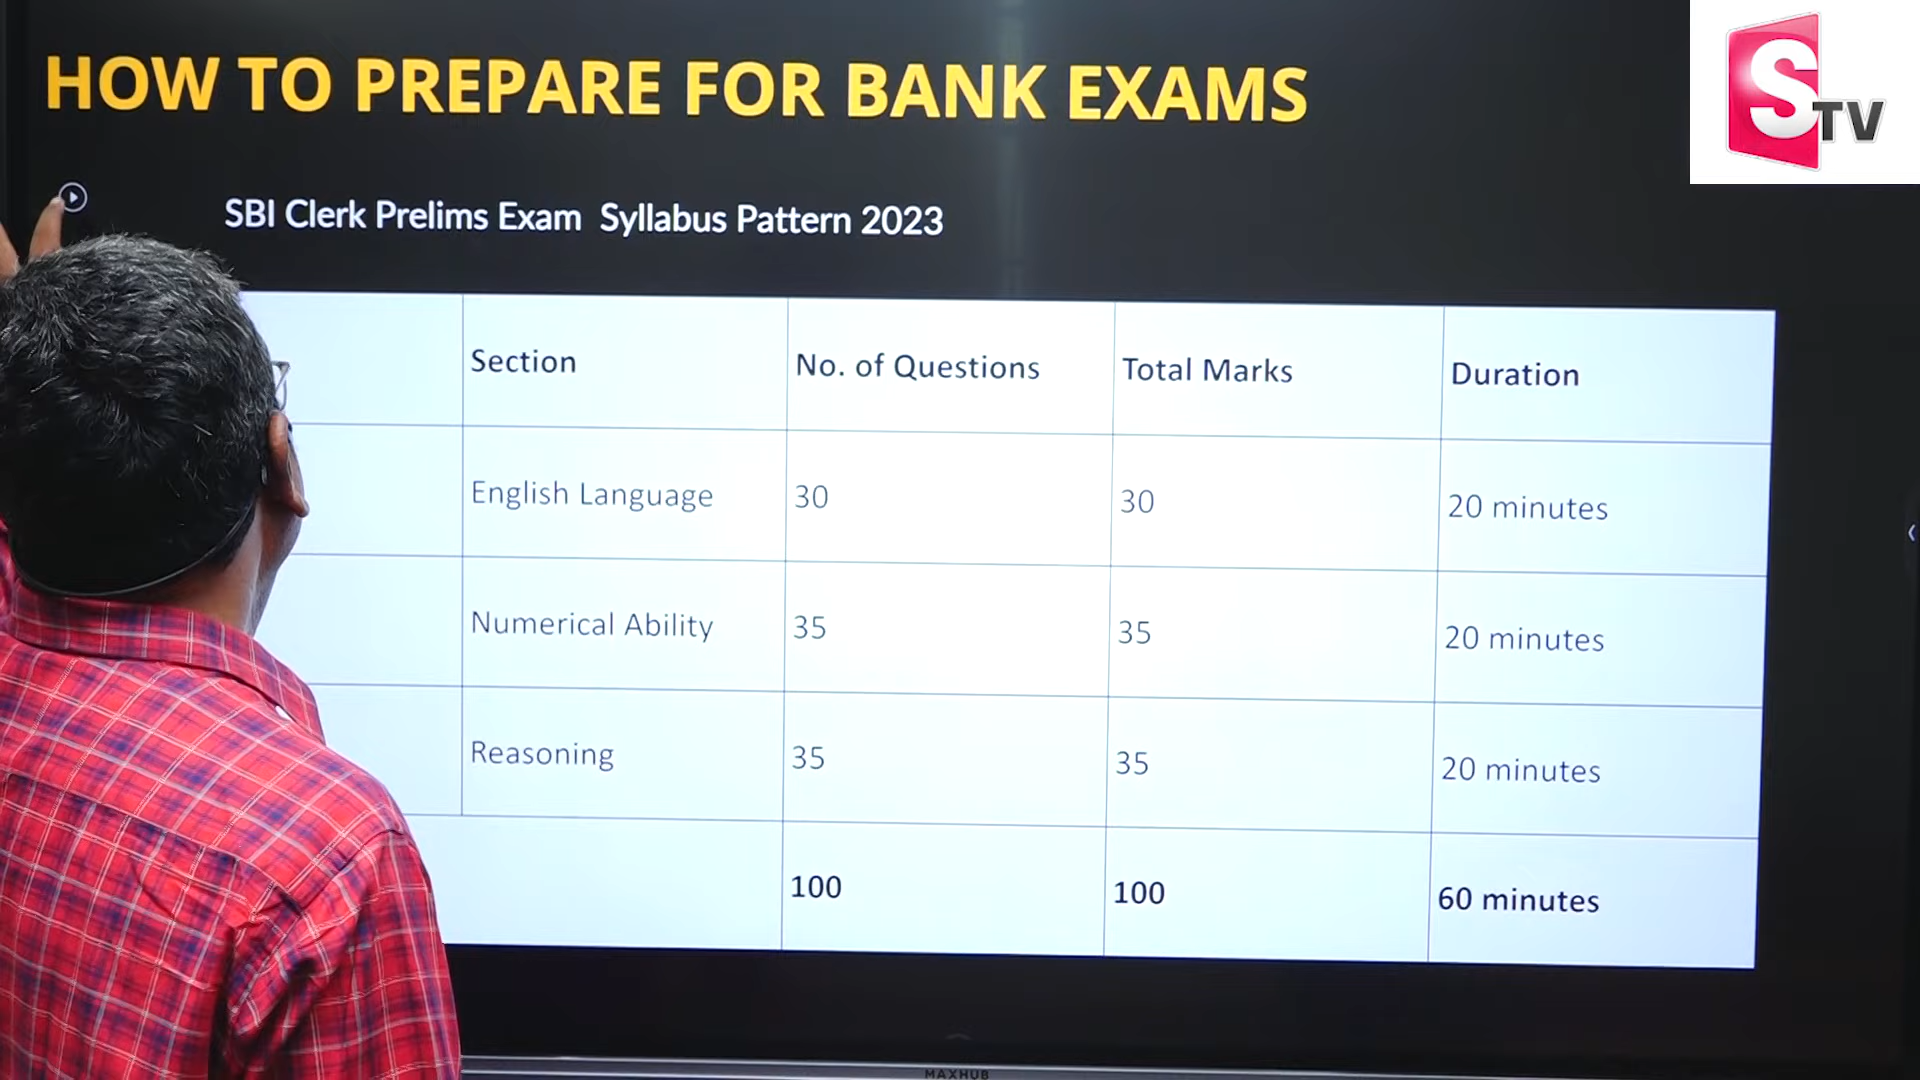 HOW TO PREPARE FOR BANK EXAMS
STV
SBI Clerk Prelims Exam Syllabus Pattern 2023
Section No. of Questions Total Marks Duration
English Language 30 30 20 minutes
Numerical Ability 35 35 20 minutes
Reasoning 35 35 20 minutes
100 100 60 minutes
MAXHUB